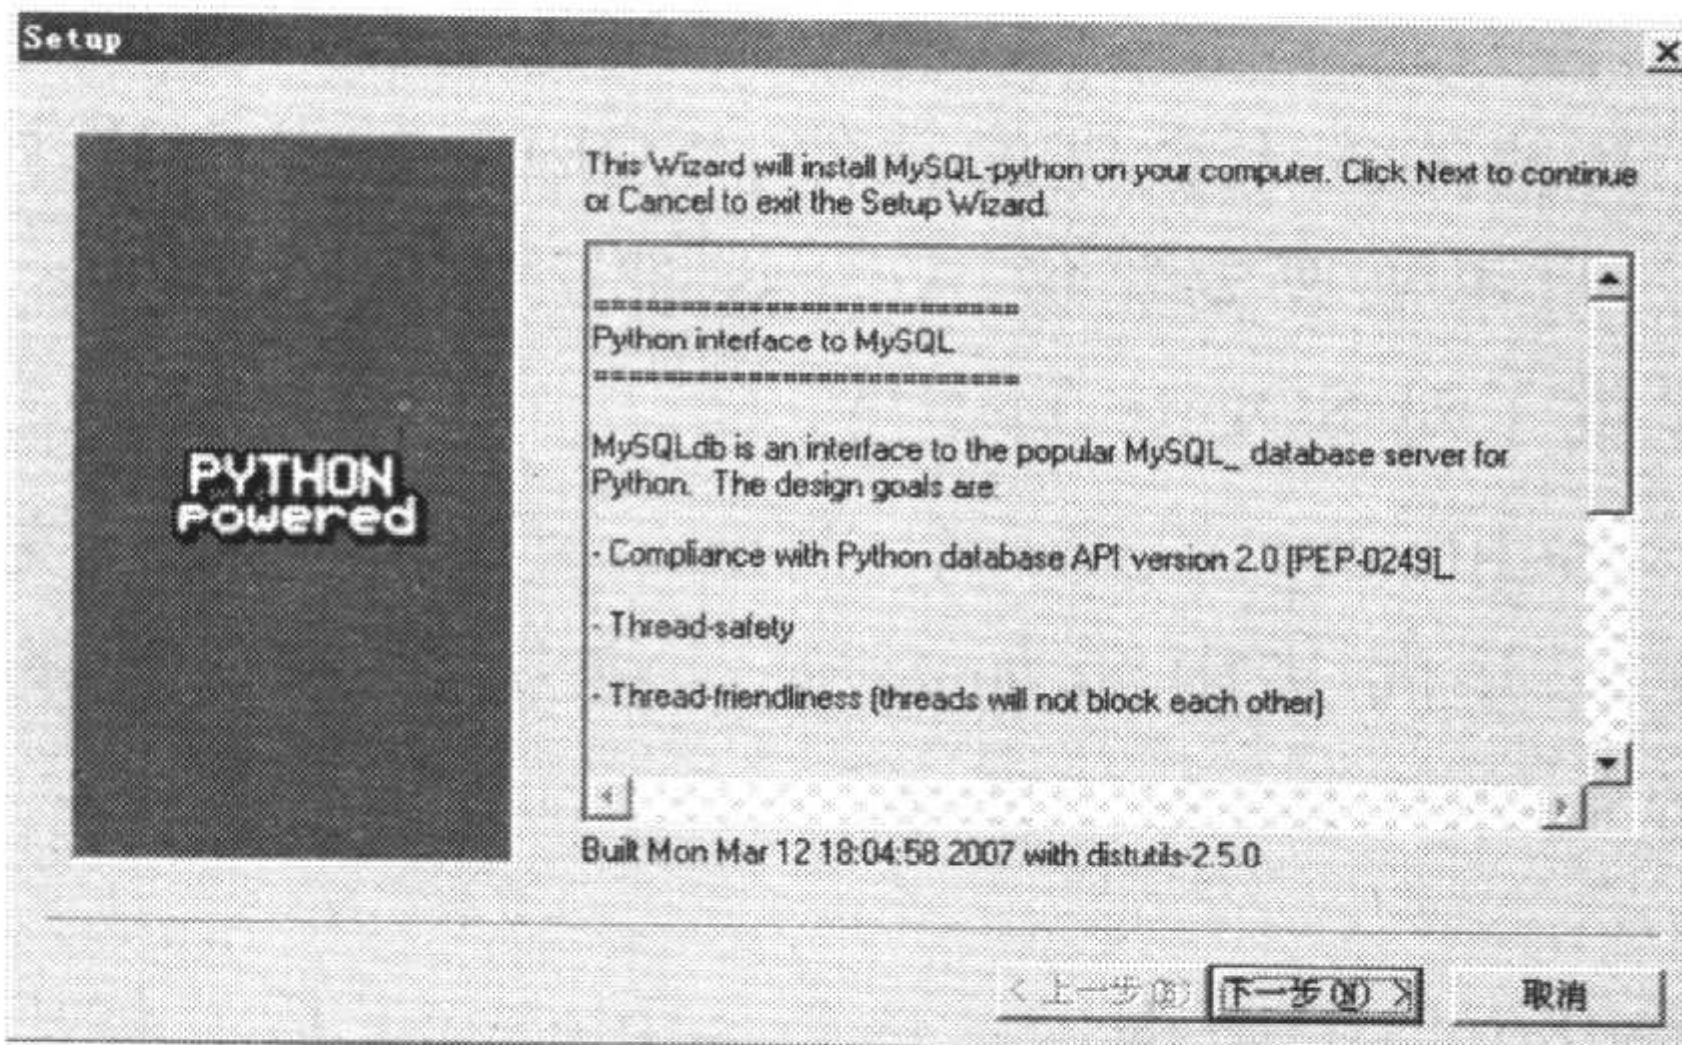 Setup
This Wizard will install MySQL-python on your computer. Click Next to continue
or Cancel to exit the Setup Wizard.
=========================
Python interface to MySQL
=========================
MySQLdb is an interface to the popular MySQL_ database server for
Python. The design goals are:
- Compliance with Python database API version 2.0 [PEP-0249]_
- Thread-safety
- Thread-friendliness (threads will not block each other)
PYTHON
powered
Built Mon Mar 12 18:04:58 2007 with distutils-2.5.0
< 上一步(B) 下一步(N) > 取消